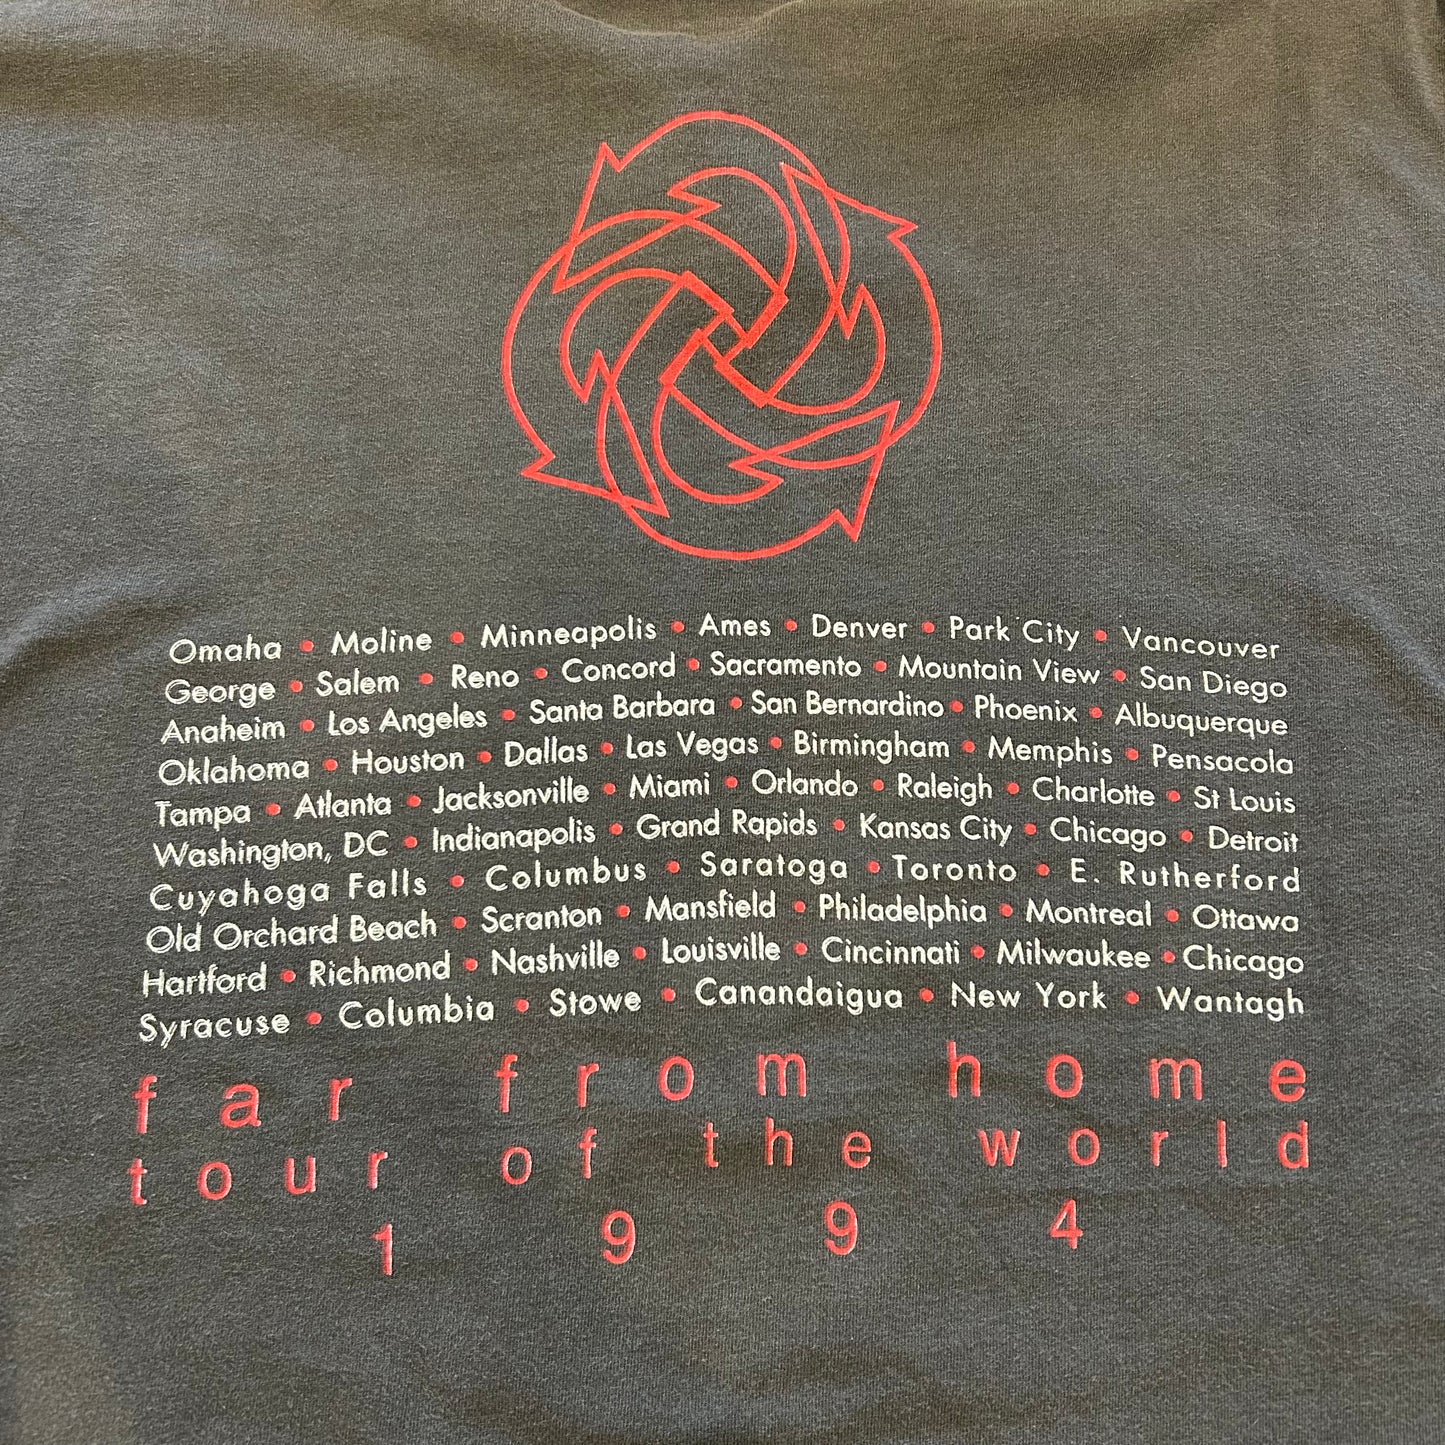 Omaha • Moline • Minneapolis • Ames • Denver • Park City • Vancouver
George • Salem • Reno • Concord • Sacramento • Mountain View • San Diego
Anaheim • Los Angeles • Santa Barbara • San Bernardino • Phoenix • Albuquerque
Oklahoma • Houston • Dallas • Las Vegas • Birmingham • Memphis • Pensacola
Tampa • Atlanta • Jacksonville • Miami • Orlando • Raleigh • Charlotte • St Louis
Washington, DC • Indianapolis • Grand Rapids • Kansas City • Chicago • Detroit
Cuyahoga Falls • Columbus • Saratoga • Toronto • E. Rutherford
Old Orchard Beach • Scranton • Mansfield • Philadelphia • Montreal • Ottawa
Hartford • Richmond • Nashville • Louisville • Cincinnati • Milwaukee • Chicago
Syracuse • Columbia • Stowe • Canandaigua • New York • Wantagh
far from home
tour of the world
1994